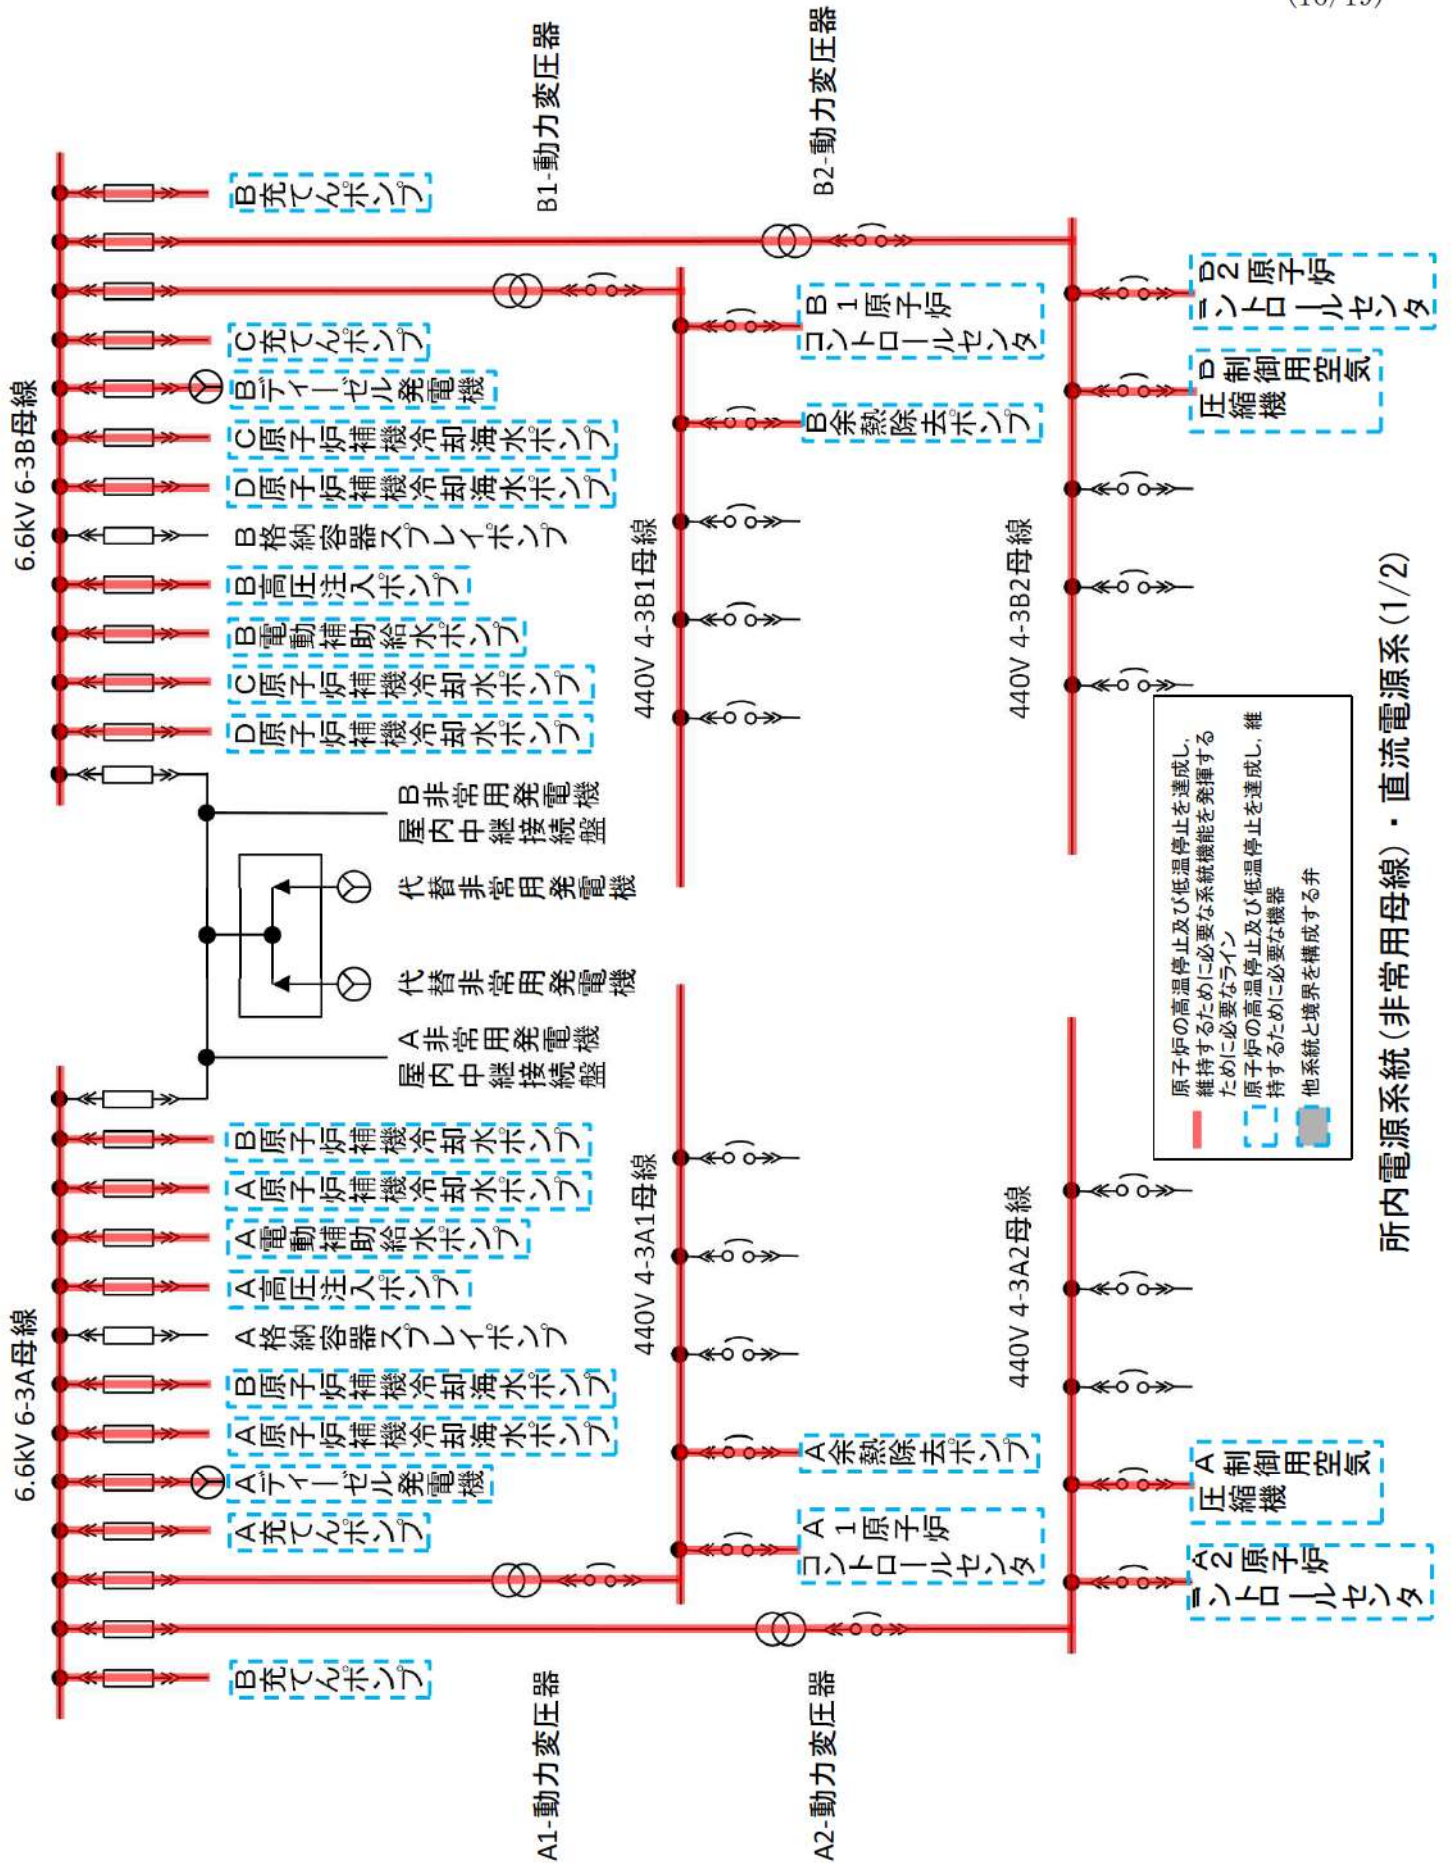 (16/19)
6.6kV 6-3A母線
6.6kV 6-3B母線
B充てんポンプ
A充てんポンプ
Aディーゼル発電機
A原子炉補機冷却海水ポンプ
B原子炉補機冷却海水ポンプ
A格納容器スプレイポンプ
A高圧注入ポンプ
A電動補助給水ポンプ
A原子炉補機冷却水ポンプ
B原子炉補機冷却水ポンプ
A非常用発電機
屋内中継接続盤
代替非常用発電機
代替非常用発電機
B非常用発電機
屋内中継接続盤
D原子炉補機冷却水ポンプ
C原子炉補機冷却水ポンプ
B電動補助給水ポンプ
B高圧注入ポンプ
B格納容器スプレイポンプ
D原子炉補機冷却海水ポンプ
C原子炉補機冷却海水ポンプ
Bディーゼル発電機
C充てんポンプ
B充てんポンプ
A1-動力変圧器
B1-動力変圧器
440V 4-3A1母線
440V 4-3B1母線
A1原子炉
コントロールセンタ
A余熱除去ポンプ
B余熱除去ポンプ
B1原子炉
コントロールセンタ
A2-動力変圧器
B2-動力変圧器
440V 4-3A2母線
440V 4-3B2母線
A2原子炉
コントロールセンタ
A制御用空気
圧縮機
B制御用空気
圧縮機
B2原子炉
コントロールセンタ
原子炉の高温停止及び低温停止を達成し,
維持するために必要な系統機能を発揮する
ために必要なライン
原子炉の高温停止及び低温停止を達成し, 維
持するために必要な機器
他系統と境界を構成する弁
所内電源系統(非常用母線)・直流電源系(1/2)